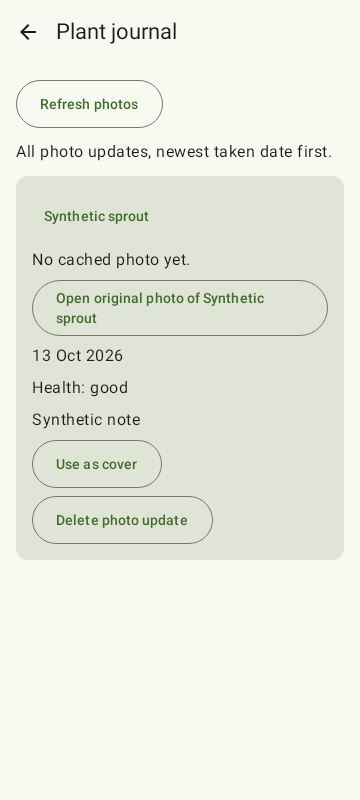 Plant journal
Refresh photos
All photo updates, newest taken date first.
Synthetic sprout
No cached photo yet.
Open original photo of Synthetic
sprout
13 Oct 2026
Health: good
Synthetic note
Use as cover
Delete photo update